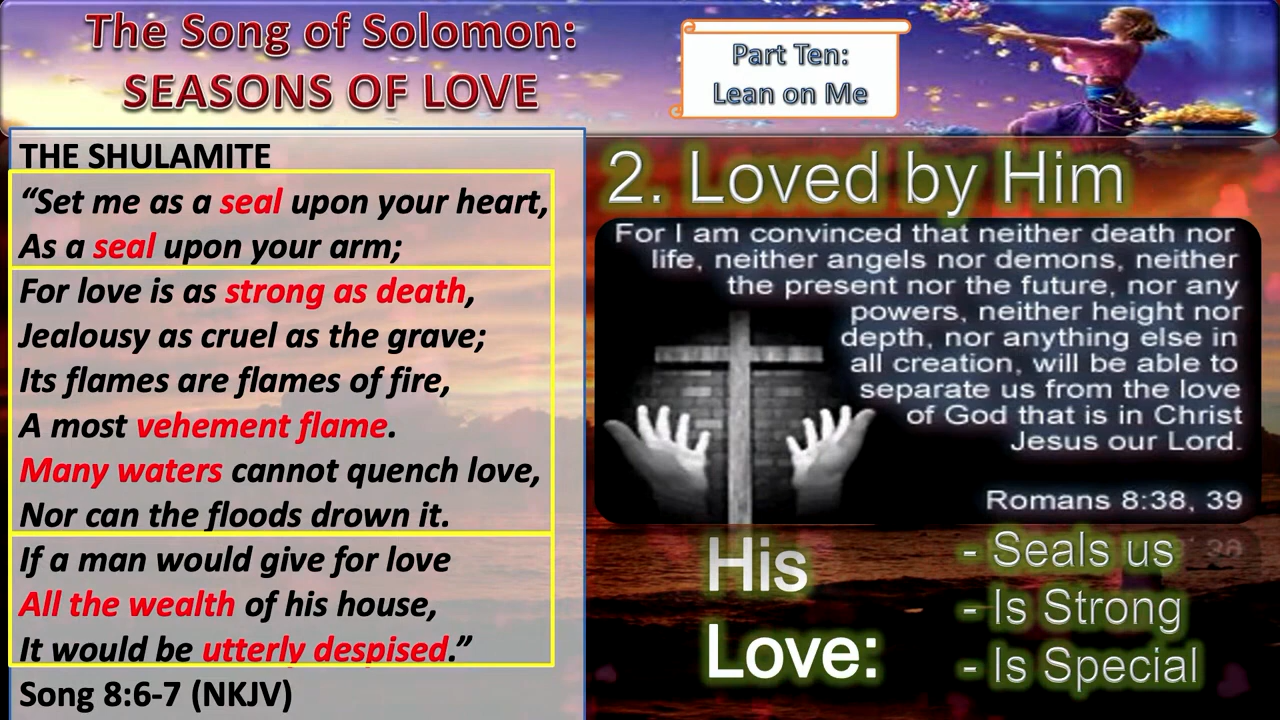 The Song of Solomon:
SEASONS OF LOVE
Part Ten:
Lean on Me
THE SHULAMITE
“Set me as a seal upon your heart,
As a seal upon your arm;
For love is as strong as death,
Jealousy as cruel as the grave;
Its flames are flames of fire,
A most vehement flame.
Many waters cannot quench love,
Nor can the floods drown it.
If a man would give for love
All the wealth of his house,
It would be utterly despised.”
Song 8:6-7 (NKJV)
2. Loved by Him
For I am convinced that neither death nor
life, neither angels nor demons, neither
the present nor the future, nor any
powers, neither height nor
depth, nor anything else in
all creation, will be able to
separate us from the love
of God that is in Christ
Jesus our Lord.
Romans 8:38, 39
His
Love:
- Seals us
- Is Strong
- Is Special